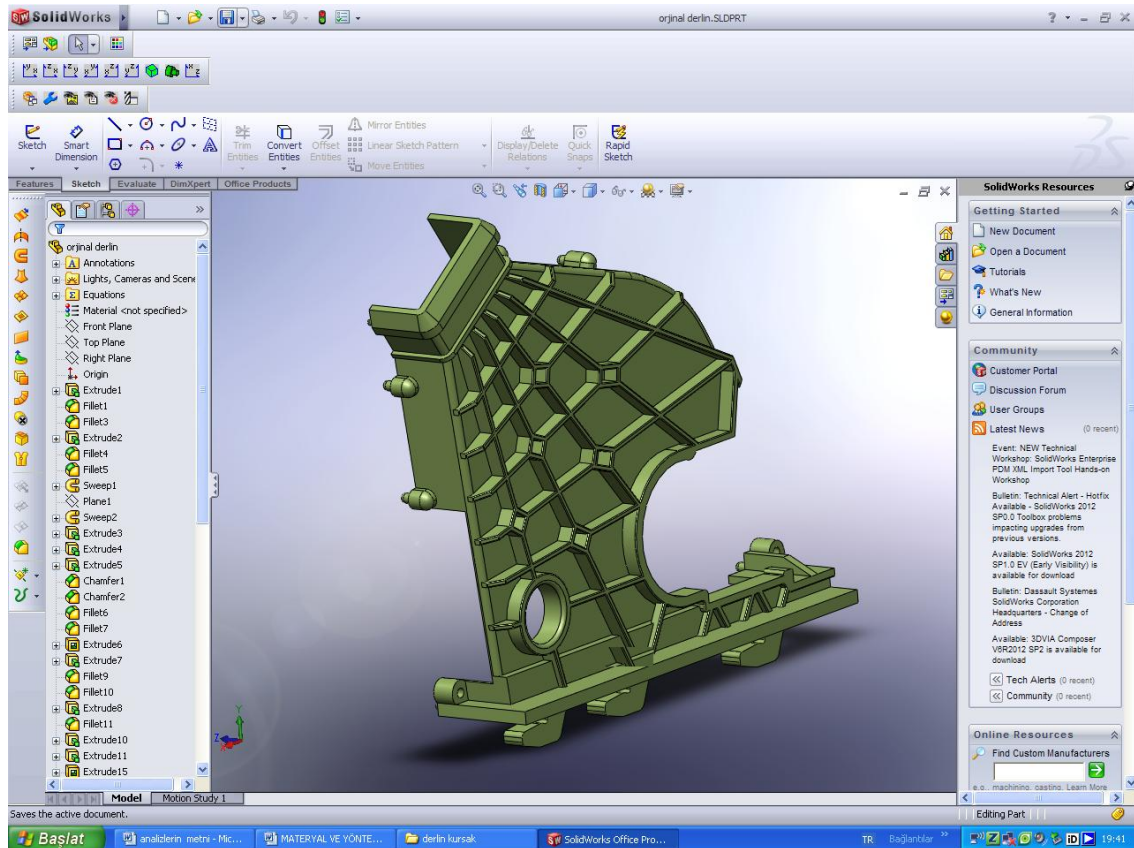 SolidWorks
orjinal derlin.SLDPRT
Sketch
Smart Dimension
Trim Entities
Convert Entities
Offset Entities
Mirror Entities
Linear Sketch Pattern
Move Entities
Display/Delete Relations
Quick Snaps
Rapid Sketch
Features
Sketch
Evaluate
DimXpert
Office Products
orjinal derlin
Annotations
Lights, Cameras and Scene
Equations
Material <not specified>
Front Plane
Top Plane
Right Plane
Origin
Extrude1
Fillet1
Fillet3
Extrude2
Fillet4
Fillet5
Sweep1
Plane1
Sweep2
Extrude3
Extrude4
Extrude5
Chamfer1
Chamfer2
Fillet6
Fillet7
Extrude6
Extrude7
Fillet9
Fillet10
Extrude8
Fillet11
Extrude10
Extrude11
Extrude15
Y
Z
X
SolidWorks Resources
Getting Started
New Document
Open a Document
Tutorials
What's New
General Information
Community
Customer Portal
Discussion Forum
User Groups
Latest News (0 recent)
Event: NEW Technical
Workshop: SolidWorks Enterprise
PDM XML Import Tool Hands-on
Workshop
Bulletin: Technical Alert - Hotfix
Available - SolidWorks 2012
SP0.0 Toolbox problems
impacting upgrades from
previous versions.
Available: SolidWorks 2012
SP1.0 EV (Early Visibility) is
available for download
Bulletin: Dassault Systemes
SolidWorks Corporation
Headquarters - Change of
Address
Available: 3DVIA Composer
V6R2012 SP2 is available for
download
Tech Alerts (0 recent)
Community (0 recent)
Online Resources
Find Custom Manufacturers
e.g., machining, casting, Learn More
Model
Motion Study 1
Saves the active document.
Editing Part
Başlat
analizlerin metni - Mic...
MATERYAL VE YÖNTE...
derlin kursak
SolidWorks Office Pro...
TR
Bağlantılar
19:41